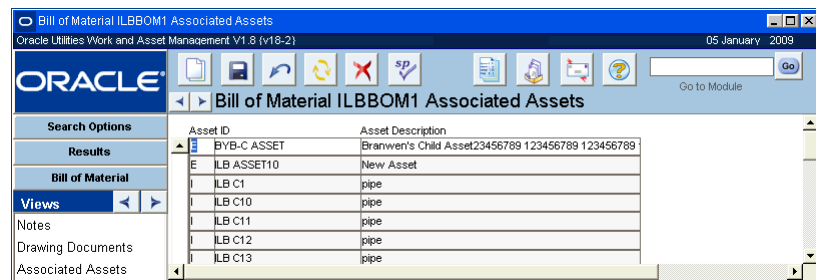 Bill of Material ILBBOM1 Associated Assets
Oracle Utilities Work and Asset Management V1.8 {v18-2} 05 January 2009
ORACLE
sp
Go
Go to Module
Bill of Material ILBBOM1 Associated Assets
Search Options
Results
Bill of Material
Views
Notes
Drawing Documents
Associated Assets
Asset ID Asset Description
E BYB-C ASSET Branwen's Child Asset23456789 123456789 123456789
E ILB ASSET10 New Asset
I ILB C1 pipe
I ILB C10 pipe
I ILB C11 pipe
I ILB C12 pipe
I ILB C13 pipe